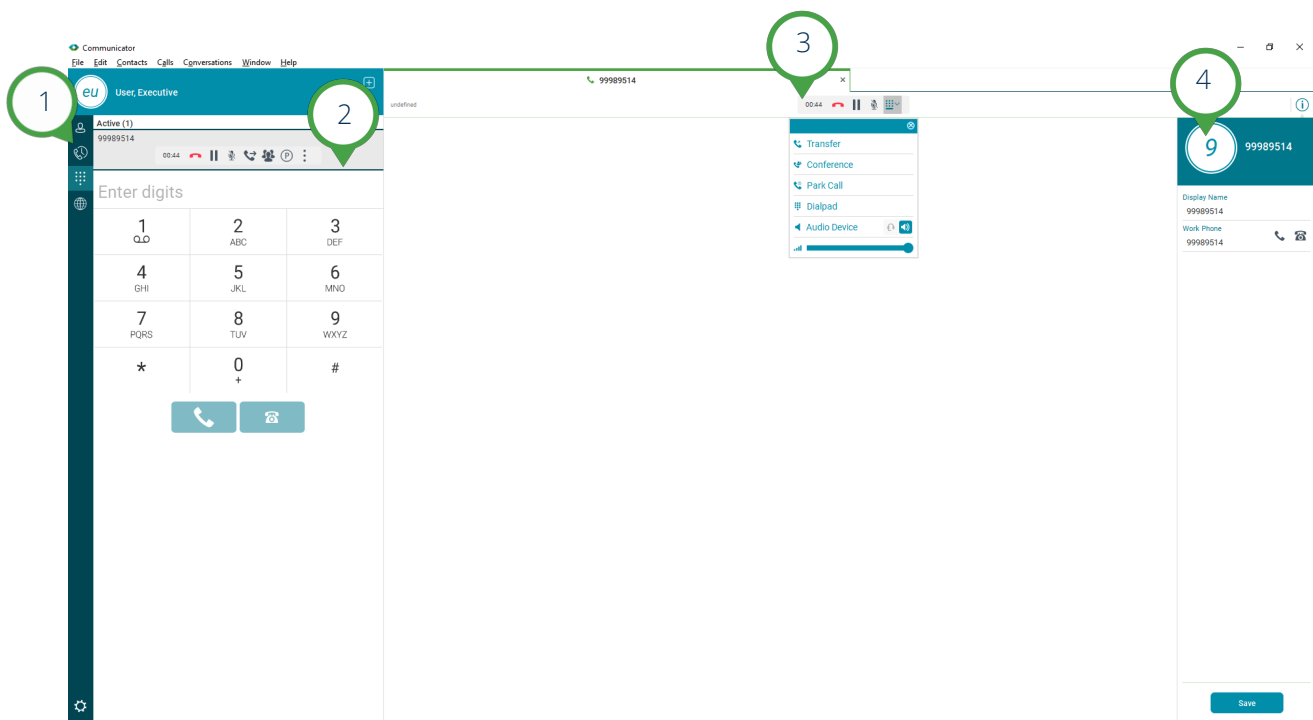 Communicator
File Edit Contacts Calls Conversations Window Help
1
eu
User, Executive
2
Active (1)
99989514
00:44
P
Enter digits
1
2
ABC
3
DEF
4
GHI
5
JKL
6
MNO
7
PQRS
8
TUV
9
WXYZ
*
0
+
#
3
99989514
undefined
00:44
Transfer
Conference
Park Call
Dialpad
Audio Device
4
9
99989514
Display Name
99989514
Work Phone
99989514
Save